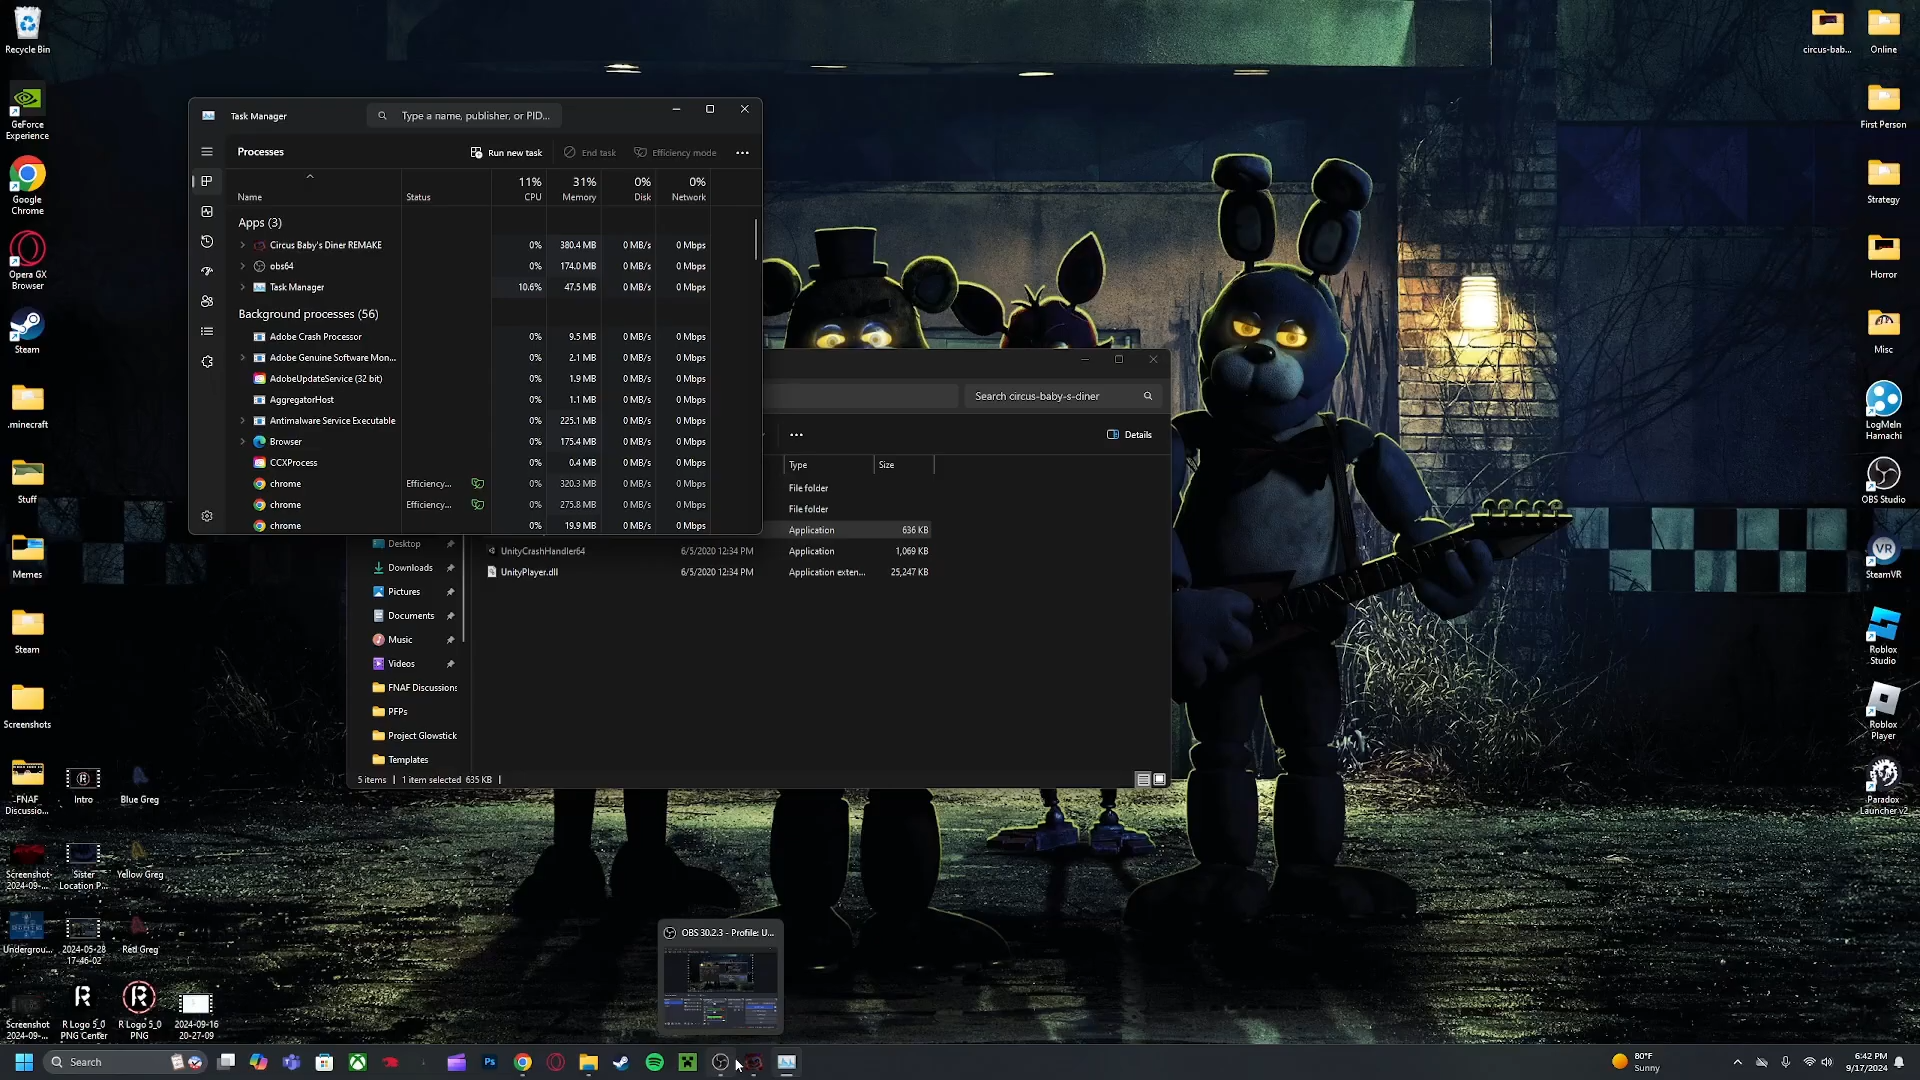 Recycle Bin
GeForce
Experience
Google
Chrome
Opera GX
Browser
Steam
.minecraft
Stuff
Memes
Steam
Screenshots
FNAF
Discussio...
Intro
Blue Greg
Screenshot
2024-09-...
Sister
Location P...
Yellow Greg
Undergrou...
2024-05-28
17-46-02
Red Greg
Screenshot
2024-09-...
R Logo 5_0
PNG Center
R Logo 5_0
PNG
2024-09-16
20-27-09
Task Manager
Type a name, publisher, or PID...
Processes
Run new task
End task
Efficiency mode
Name
Status
11%
CPU
31%
Memory
0%
Disk
0%
Network
Apps (3)
Circus Baby's Diner REMAKE 0% 380.4 MB 0 MB/s 0 Mbps
obs64 0% 174.0 MB 0 MB/s 0 Mbps
Task Manager 10.6% 47.5 MB 0 MB/s 0 Mbps
Background processes (56)
Adobe Crash Processor 0% 9.5 MB 0 MB/s 0 Mbps
Adobe Genuine Software Mon... 0% 2.1 MB 0 MB/s 0 Mbps
AdobeUpdateService (32 bit) 0% 1.9 MB 0 MB/s 0 Mbps
AggregatorHost 0% 1.1 MB 0 MB/s 0 Mbps
Antimalware Service Executable 0% 225.1 MB 0 MB/s 0 Mbps
Browser 0% 175.4 MB 0 MB/s 0 Mbps
CCXProcess 0% 0.4 MB 0 MB/s 0 Mbps
chrome Efficiency... 0% 320.3 MB 0 MB/s 0 Mbps
chrome Efficiency... 0% 275.8 MB 0 MB/s 0 Mbps
chrome 0% 19.9 MB 0 MB/s 0 Mbps
Search circus-baby-s-diner
Details
Type
Size
File folder
File folder
Application 636 KB
UnityCrashHandler64 6/5/2020 12:34 PM Application 1,069 KB
UnityPlayer.dll 6/5/2020 12:34 PM Application exten... 25,247 KB
Desktop
Downloads
Pictures
Documents
Music
Videos
FNAF Discussions
PFPs
Project Glowstick
Templates
5 items
1 item selected 635 KB
OBS 30.2.3 - Profile: U...
circus-bab...
Online
First Person
Strategy
Horror
Misc
LogMeIn
Hamachi
OBS Studio
VR
SteamVR
Roblox
Studio
Roblox
Player
Paradox
Launcher v2
Search
Ps
80°F
Sunny
6:42 PM
9/17/2024